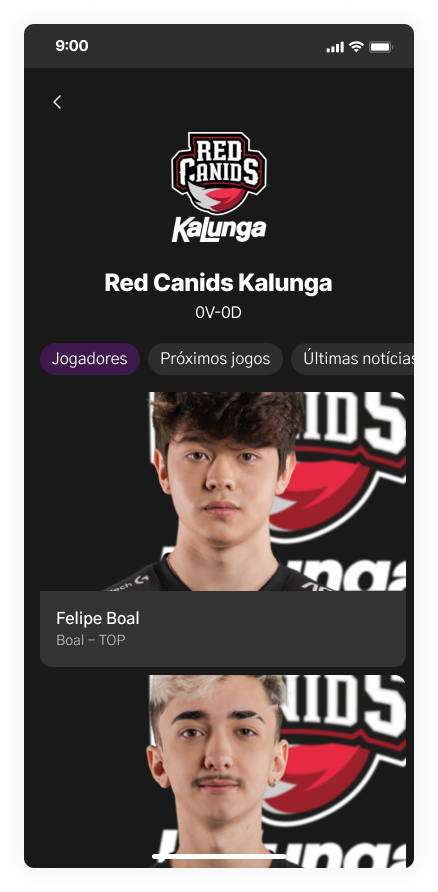 9:00
RED
CANIDS
Kalunga
Red Canids Kalunga
0V-0D
Jogadores
Próximos jogos
Últimas notícias
Felipe Boal
Boal - TOP